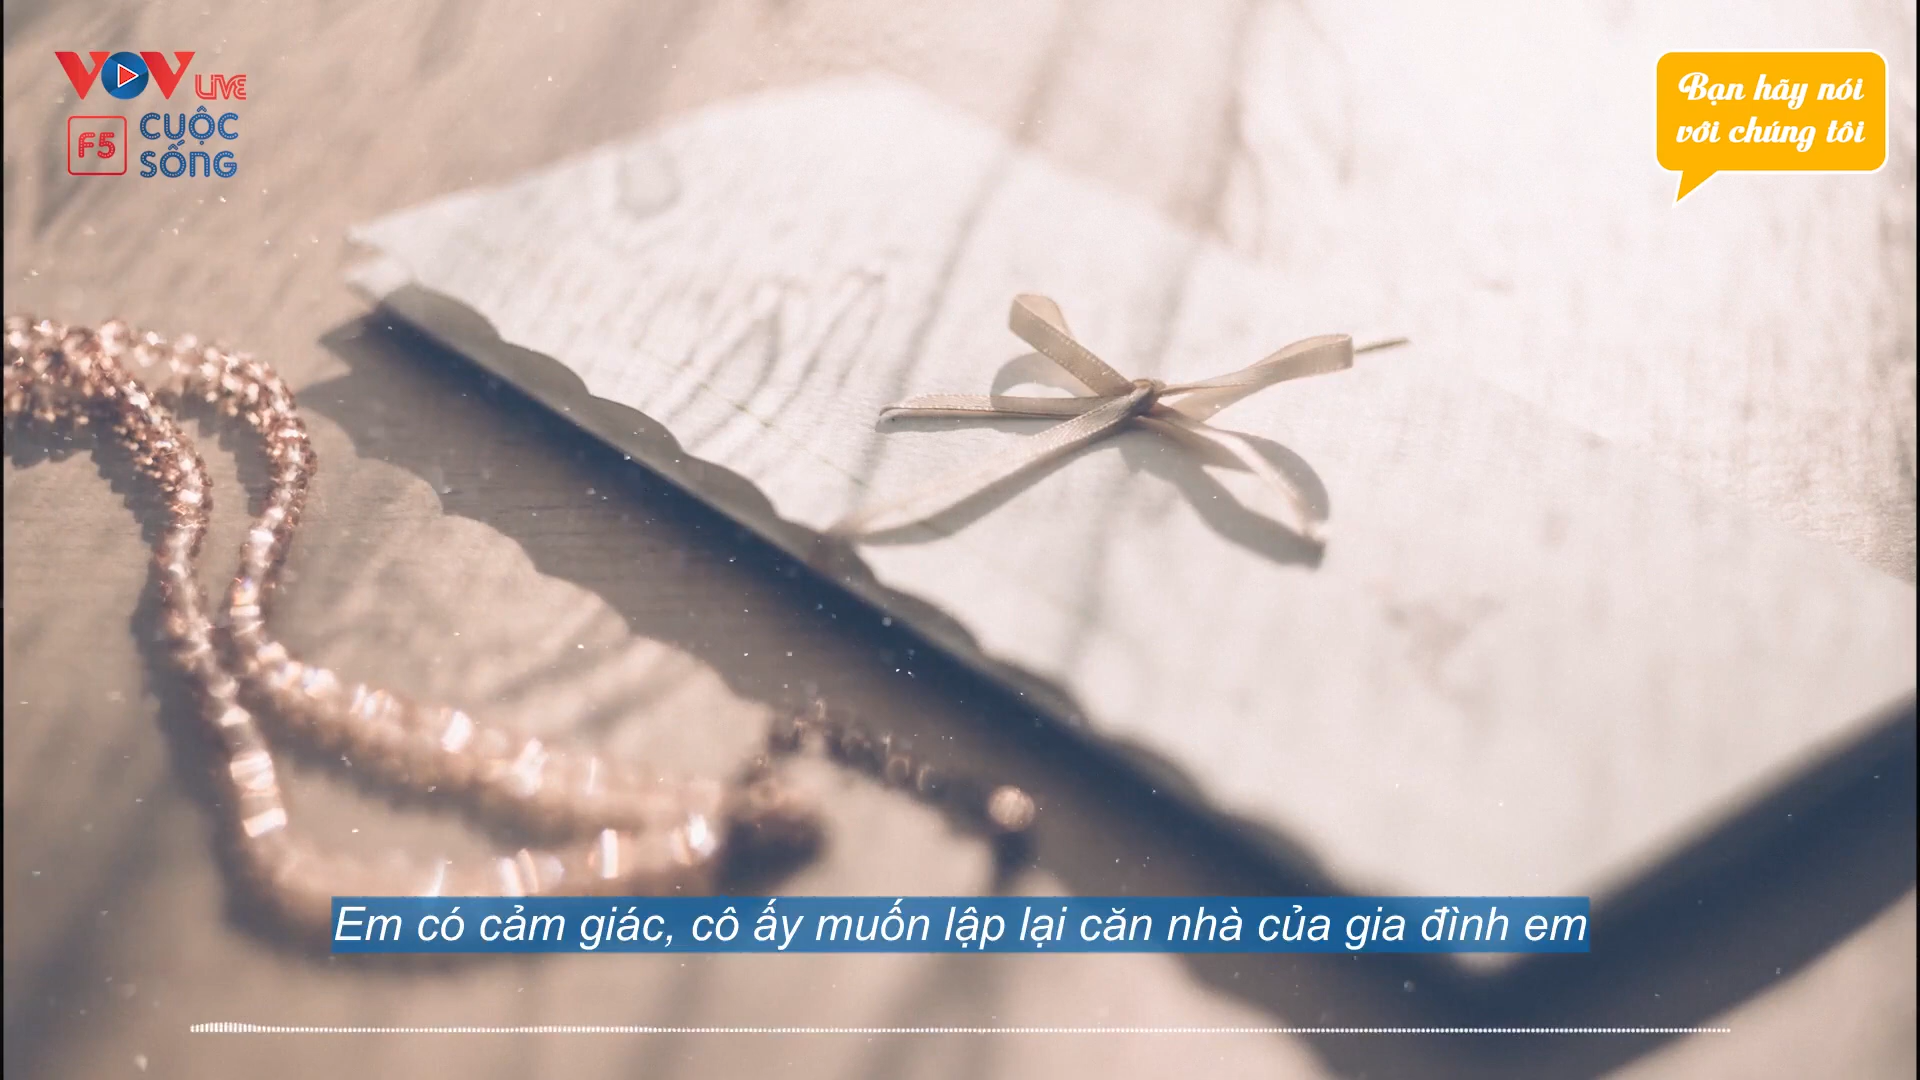 VOV LIVE
F5 CUỘC
SỐNG
Bạn hãy nói
với chúng tôi
Em có cảm giác, cô ấy muốn lập lại căn nhà của gia đình em